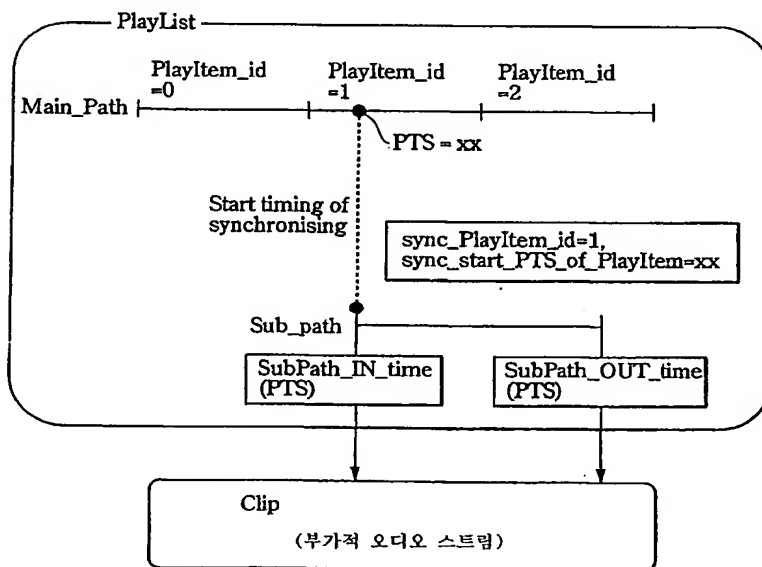 PlayList
PlayItem_id
=0
PlayItem_id
=1
PlayItem_id
=2
Main_Path
PTS = xx
Start timing of
synchronising
sync_PlayItem_id=1,
sync_start_PTS_of_PlayItem=xx
Sub_path
SubPath_IN_time
(PTS)
SubPath_OUT_time
(PTS)
Clip
(부가적 오디오 스트림)